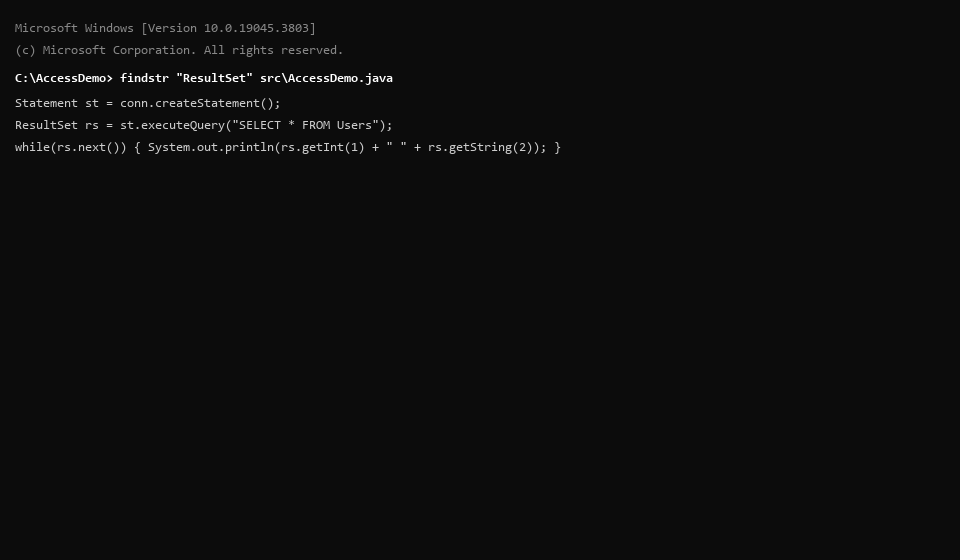 Microsoft Windows [Version 10.0.19045.3803]
(c) Microsoft Corporation. All rights reserved.
C:\AccessDemo> findstr "ResultSet" src\AccessDemo.java
Statement st = conn.createStatement();
ResultSet rs = st.executeQuery("SELECT * FROM Users");
while(rs.next()) { System.out.println(rs.getInt(1) + " " + rs.getString(2)); }